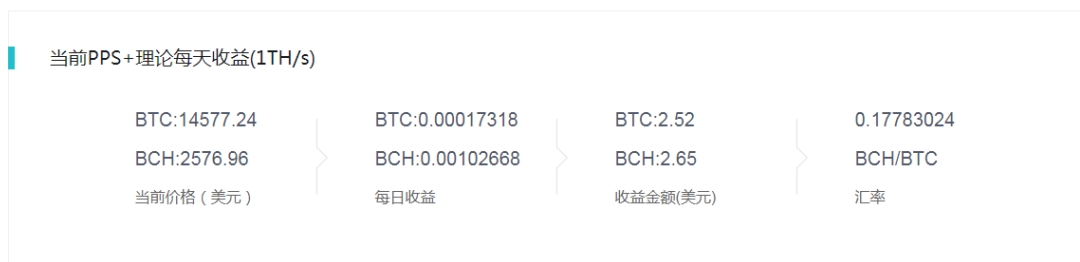 当前PPS+理论每天收益(1TH/s)
BTC:14577.24
BCH:2576.96
当前价格（美元）
BTC:0.00017318
BCH:0.00102668
每日收益
BTC:2.52
BCH:2.65
收益金额(美元)
0.17783024
BCH/BTC
汇率